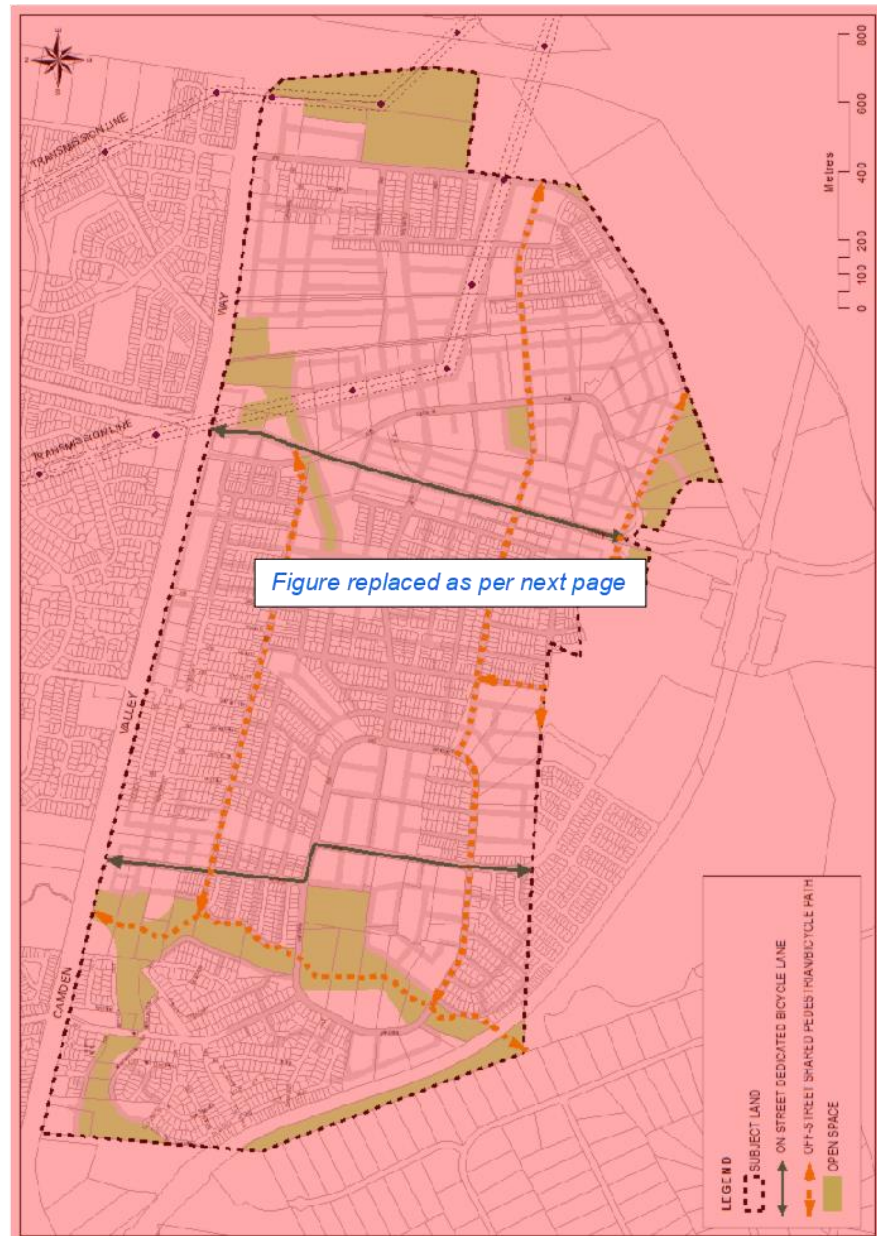 TRANSMISSION LINE
WAY
TRANSMISSION LINE
VALLEY
CAMDEN
Figure replaced as per next page
Metres
0 100 200 400 600 800
LEGEND
SUBJECT LAND
ON STREET DEDICATED BICYCLE LANE
OFF-STREET SHARED PEDESTRIAN/BICYCLE PATH
OPEN SPACE